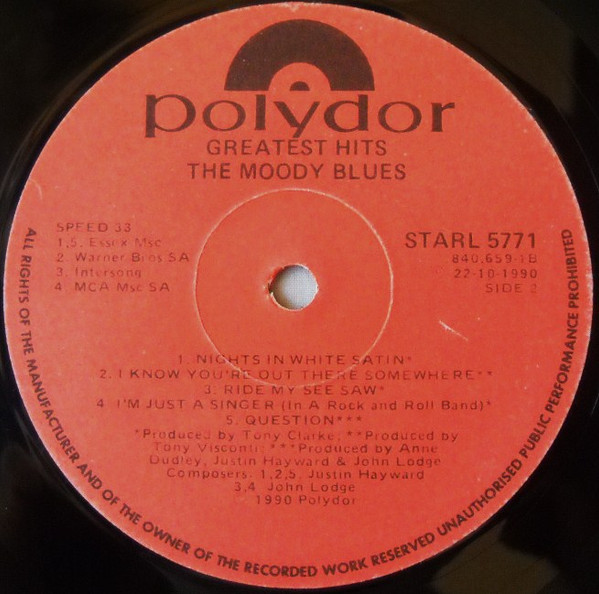 polydor
GREATEST HITS
THE MOODY BLUES
SPEED 33
1,5. Essex Msc
2. Warner Bros SA
3. Intersong
4. MCA Msc SA
STARL 5771
840.659-1B
22-10-1990
SIDE 2
1. NIGHTS IN WHITE SATIN*
2. I KNOW YOU'RE OUT THERE SOMEWHERE**
3. RIDE MY SEE SAW*
4. I'M JUST A SINGER (In A Rock and Roll Band)*
5. QUESTION***
*Produced by Tony Clarke; **Produced by
Tony Visconti; ***Produced by Anne
Dudley, Justin Hayward & John Lodge
Composers: 1,2,5. Justin Hayward
3,4. John Lodge
1990 Polydor
ALL RIGHTS OF THE MANUFACTURER AND OF THE OWNER OF THE RECORDED WORK RESERVED UNAUTHORISED PUBLIC PERFORMANCE PROHIBITED